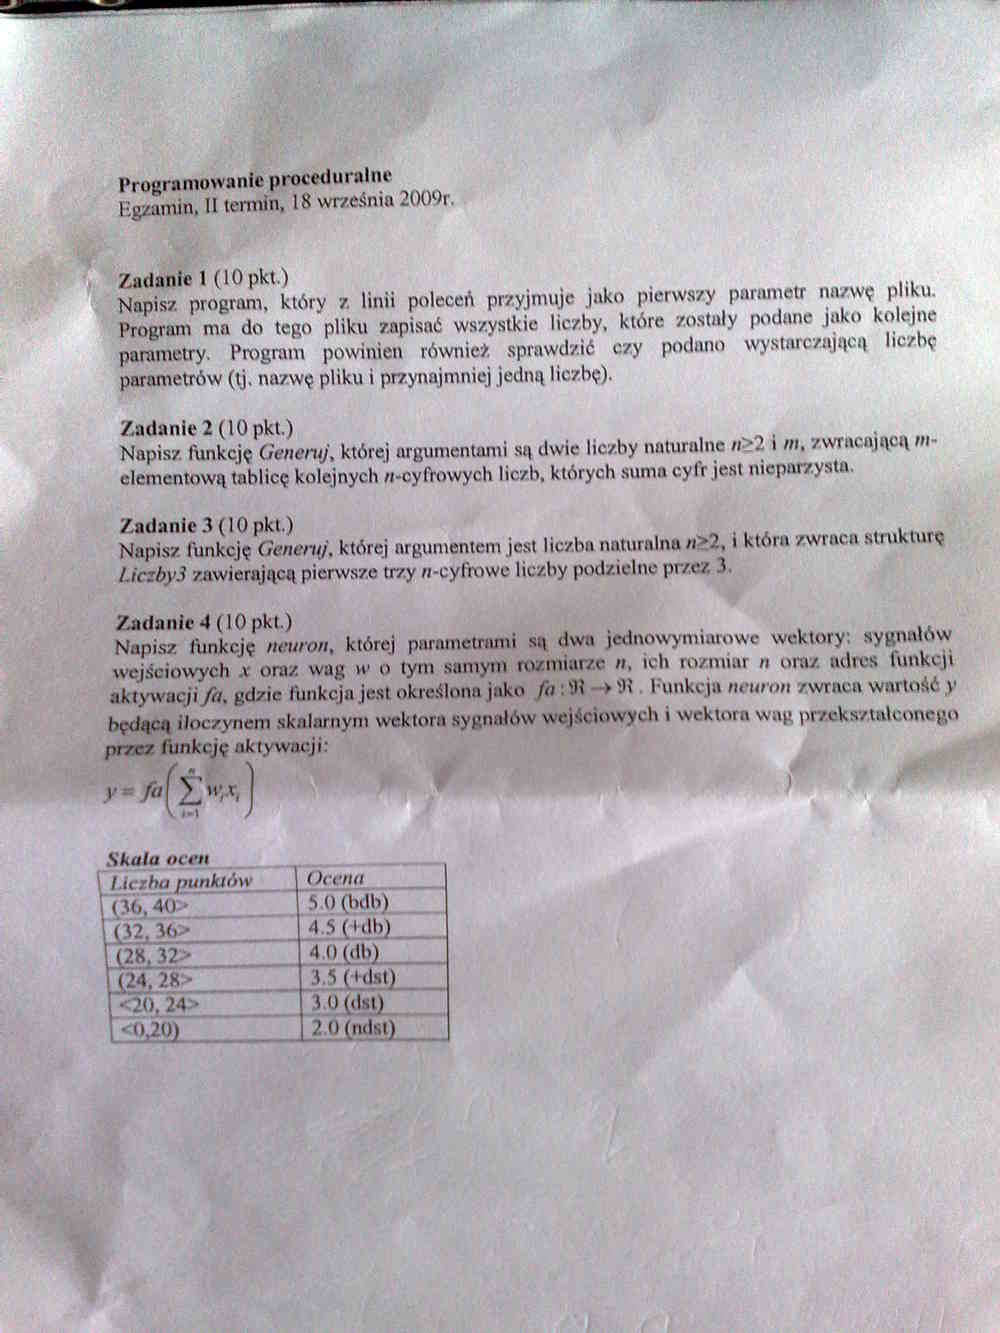 Programowanie proceduralne
Egzamin, II termin, 18 września 2009r.
Zadanie 1 (10 pkt.)
Napisz program, który z linii poleceń przyjmuje jako pierwszy parametr nazwę pliku.
Program ma do tego pliku zapisać wszystkie liczby, które zostały podane jako kolejne
parametry. Program powinien również sprawdzić czy podano wystarczającą liczbę
parametrów (tj. nazwę pliku i przynajmniej jedną liczbę).
Zadanie 2 (10 pkt.)
Napisz funkcję Generuj, której argumentami są dwie liczby naturalne n≥2 i m, zwracającą m-
elementową tablicę kolejnych n-cyfrowych liczb, których suma cyfr jest nieparzysta.
Zadanie 3 (10 pkt.)
Napisz funkcję Generuj, której argumentem jest liczba naturalna n≥2, i która zwraca strukturę
Liczby3 zawierającą pierwsze trzy n-cyfrowe liczby podzielne przez 3.
Zadanie 4 (10 pkt.)
Napisz funkcję neuron, której parametrami są dwa jednowymiarowe wektory: sygnałów
wejściowych x oraz wag w o tym samym rozmiarze n, ich rozmiar n oraz adres funkcji
aktywacji fa, gdzie funkcja jest określona jako fa : ℜ → ℜ . Funkcja neuron zwraca wartość y
będącą iloczynem skalarnym wektora sygnałów wejściowych i wektora wag przekształconego
przez funkcję aktywacji:
y = fa(∑_{i=1}^{n} w_i x_i)
Skala ocen
Liczba punktów Ocena
(36, 40> 5.0 (bdb)
(32, 36> 4.5 (+db)
(28, 32> 4.0 (db)
(24, 28> 3.5 (+dst)
<20, 24> 3.0 (dst)
<0,20) 2.0 (ndst)